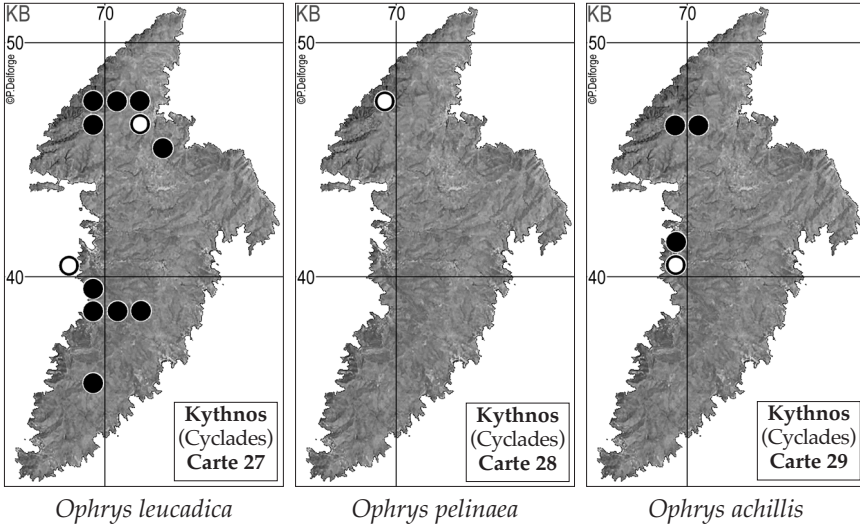 KB 70
50
©P.Delforge
40
Kythnos
(Cyclades)
Carte 27
Ophrys leucadica
KB 70
50
©P.Delforge
40
Kythnos
(Cyclades)
Carte 28
Ophrys pelinaea
KB 70
50
©P.Delforge
40
Kythnos
(Cyclades)
Carte 29
Ophrys achillis